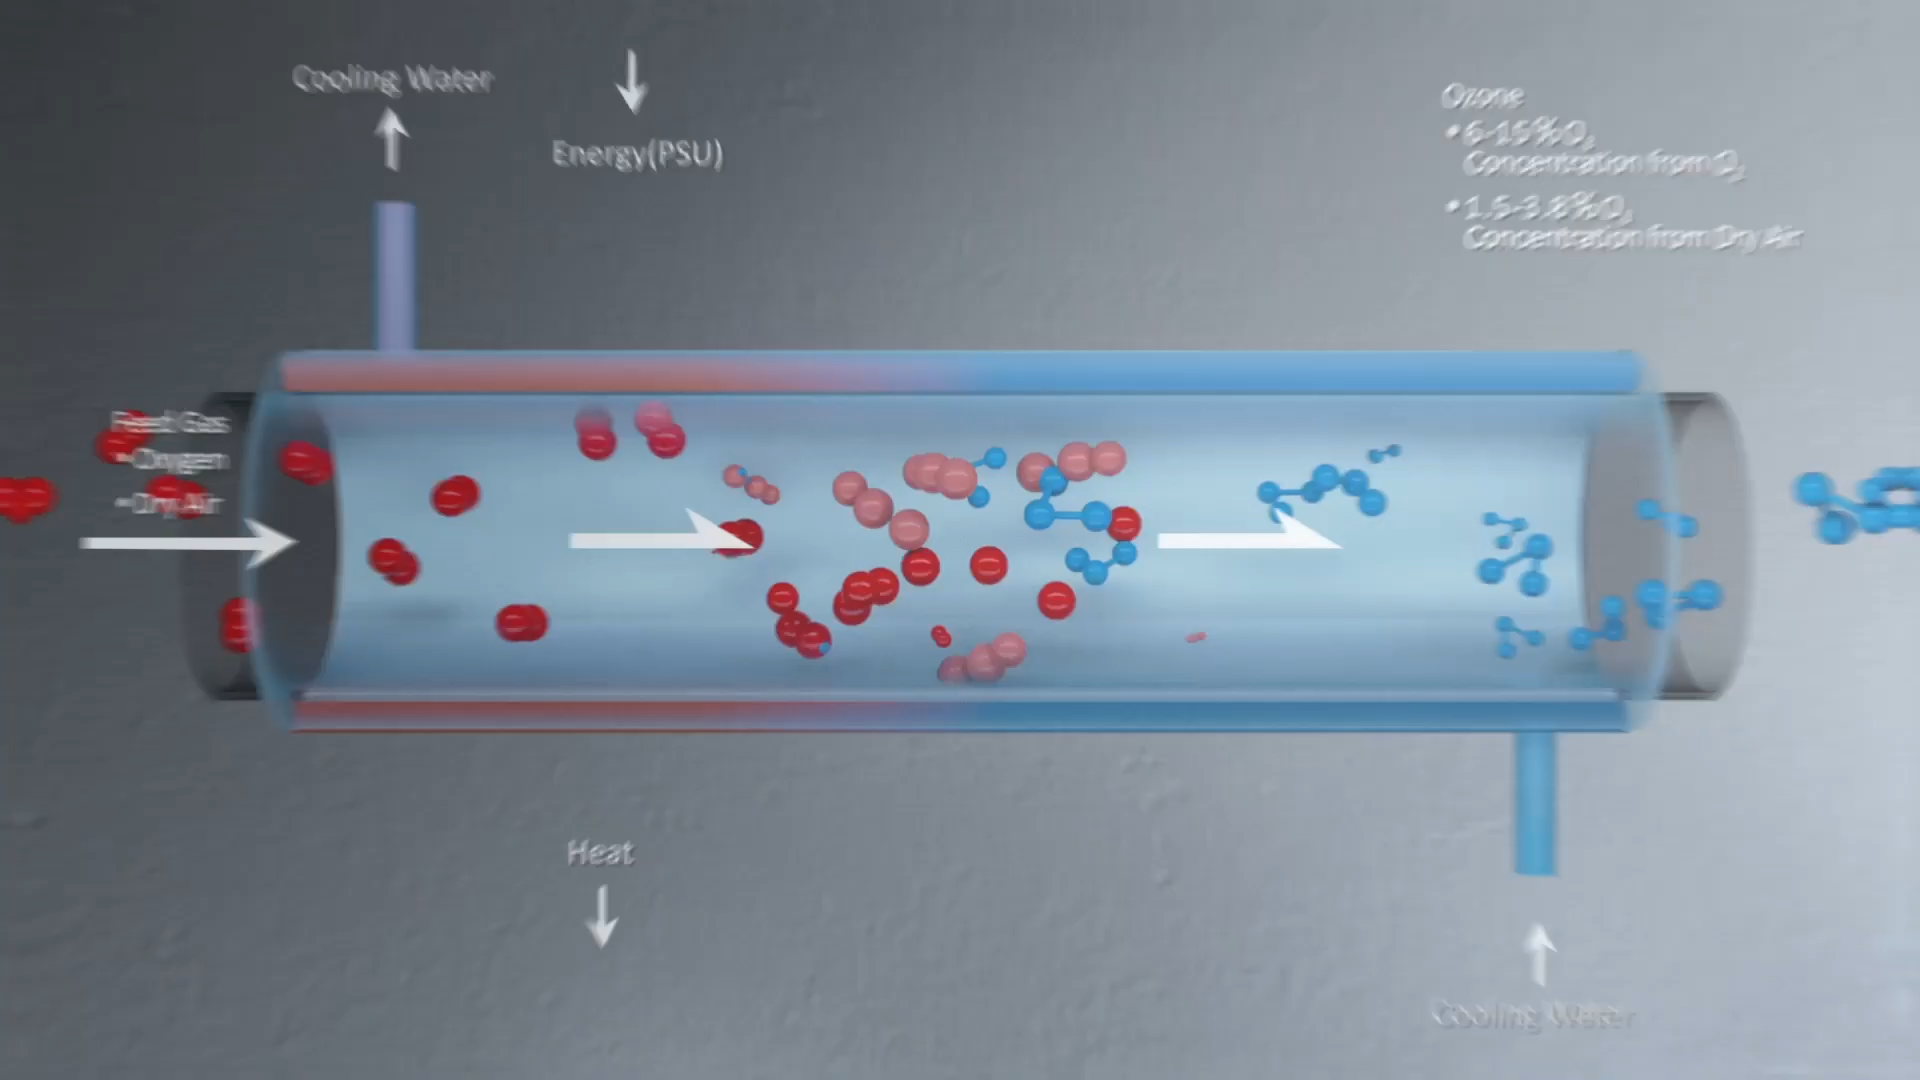 Cooling Water
Energy(PSU)
Ozone
•6-15%O₃
Concentration from O₂
•1.5-3.8%O₃
Concentration from Dry Air
Feed Gas
•Oxygen
•Dry Air
Heat
Cooling Water